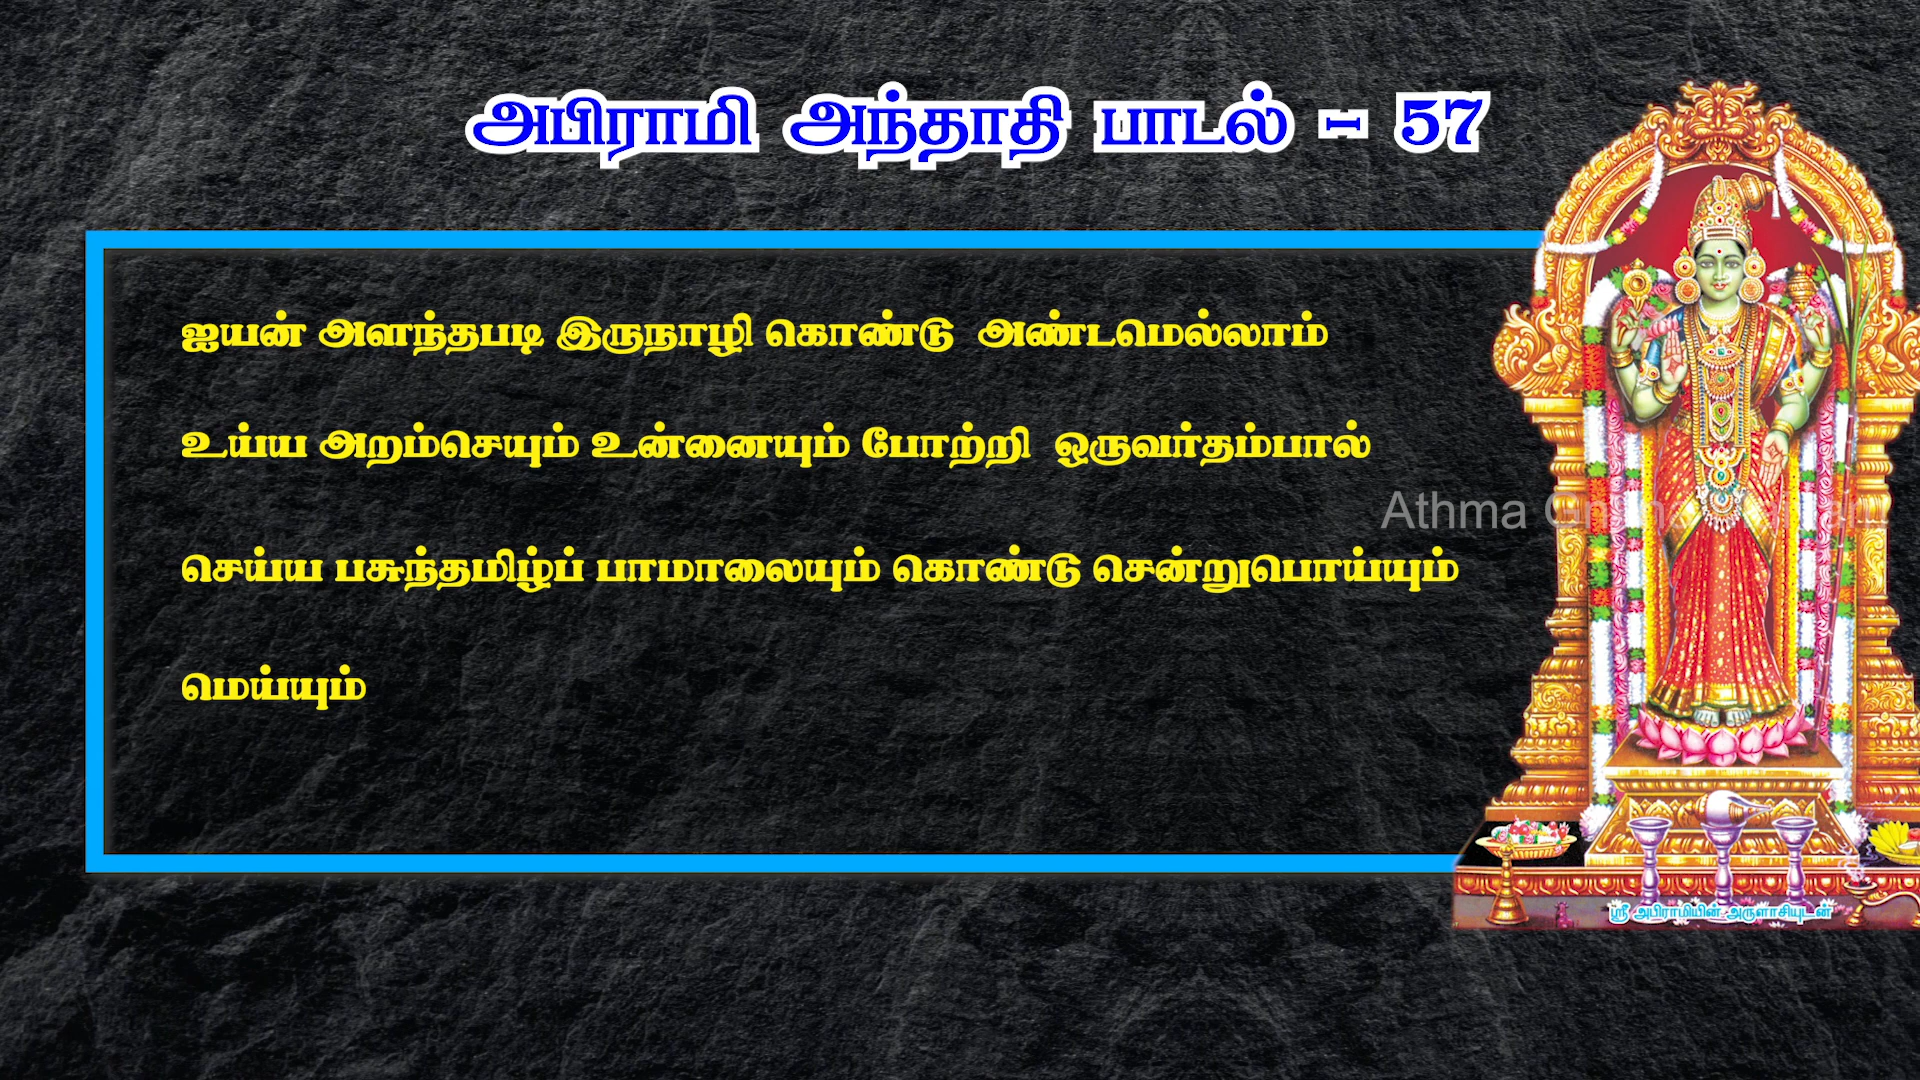 அபிராமி அந்தாதி பாடல் - 57
ஐயன் அளந்தபடி இருநாழி கொண்டு அண்டமெல்லாம்
உய்ய அறம்செயும் உன்னையும் போற்றி ஒருவர்தம்பால்
Athma
செய்ய பசுந்தமிழ்ப் பாமாலையும் கொண்டு சென்றுபொய்யும்
மெய்யும்
ஸ்ரீ அபிராமியின் அருளாசியுடன்